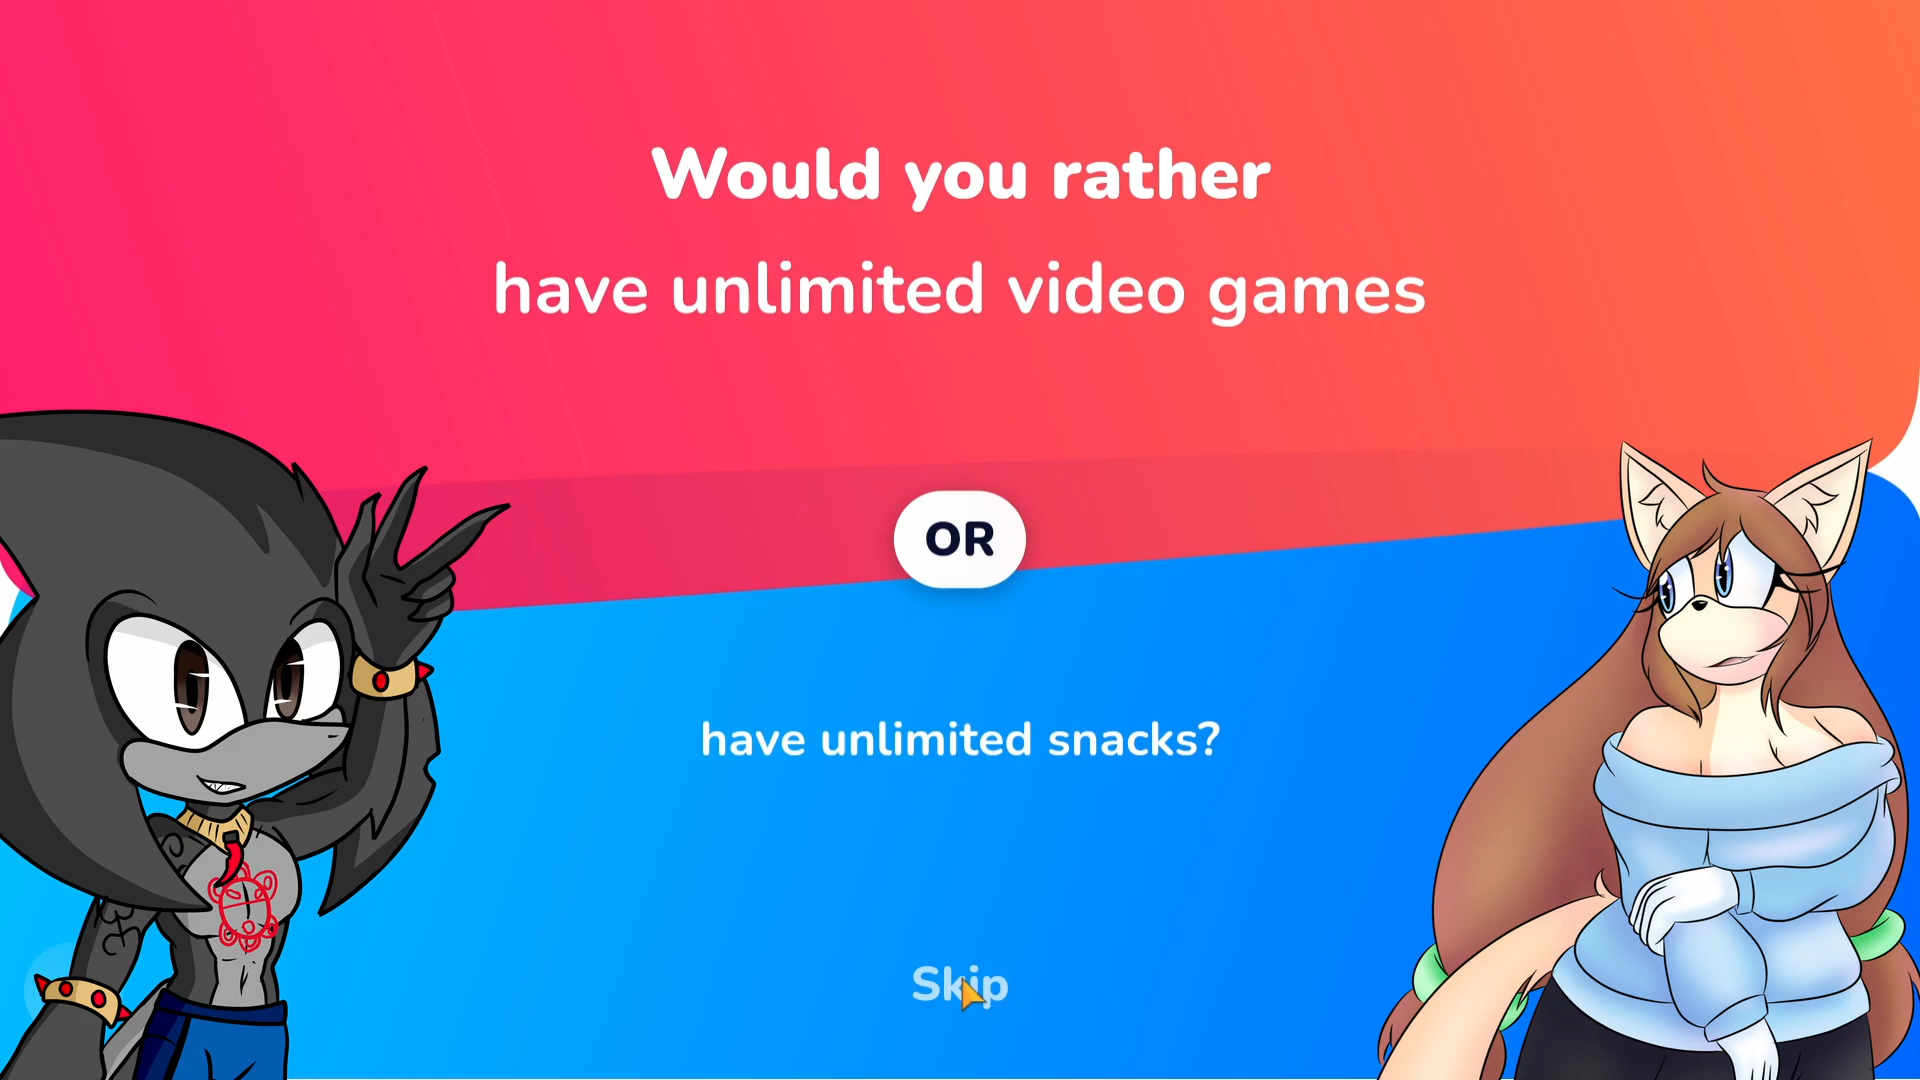 Would you rather
have unlimited video games
OR
have unlimited snacks?
Skip